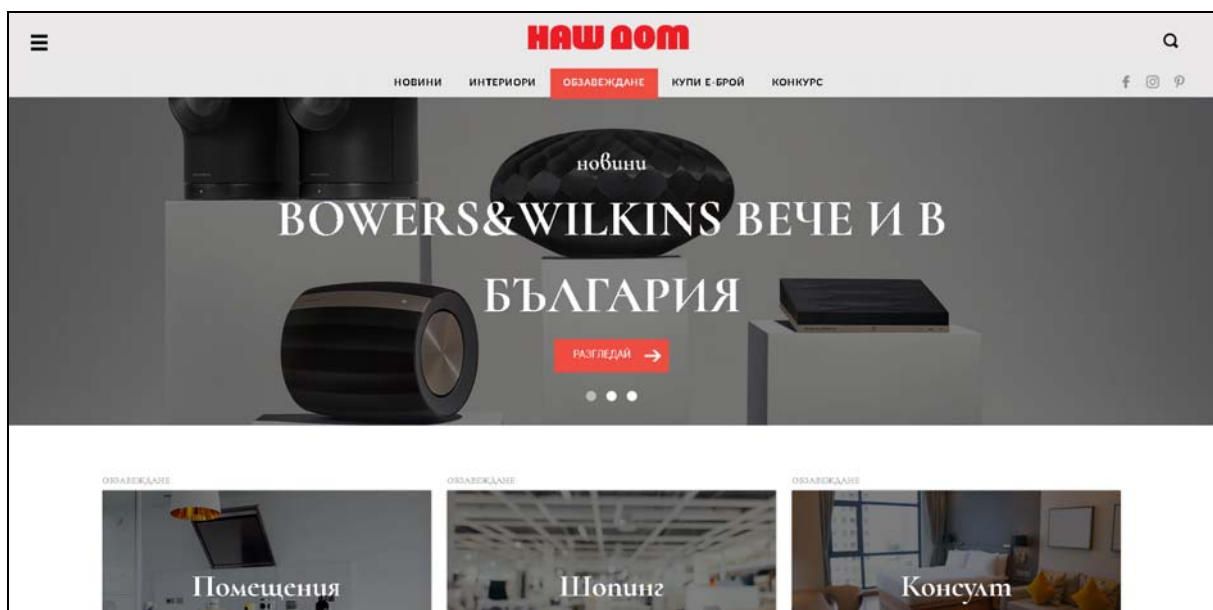 НАШ ДОМ
НОВИНИ ИНТЕРИОРИ ОБЗАВЕЖДАНЕ КУПИ Е-БРОЙ КОНКУРС
новини
BOWERS&WILKINS ВЕЧЕ И В
БЪЛГАРИЯ
РАЗГЛЕДАЙ
ОБЗАВЕЖДАНЕ ОБЗАВЕЖДАНЕ ОБЗАВЕЖДАНЕ
Помещения Шопинг Консулт